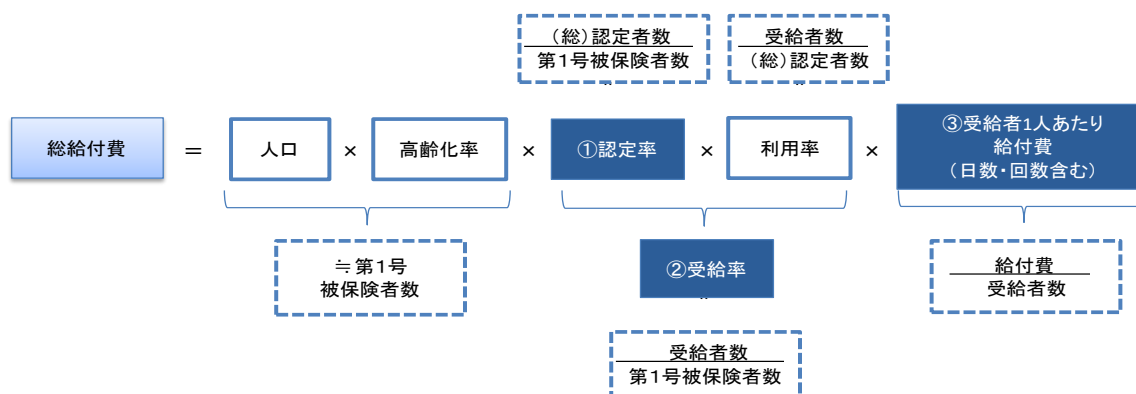 (総)認定者数
第1号被保険者数
受給者数
(総)認定者数
総給付費
＝
人口
×
高齢化率
×
①認定率
×
利用率
×
③受給者1人あたり
給付費
(日数・回数含む)
≒第1号
被保険者数
②受給率
給付費
受給者数
受給者数
第1号被保険者数